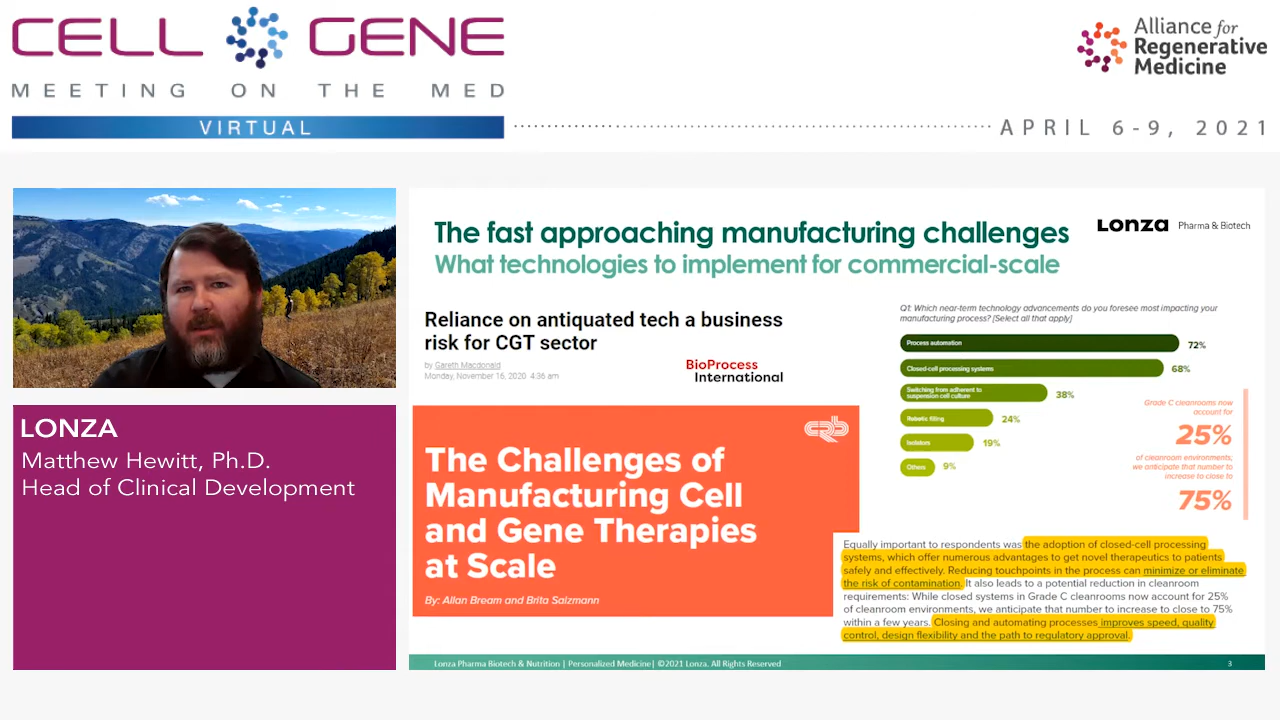 CELL GENE
MEETING ON THE MED
VIRTUAL
APRIL 6-9, 2021
Alliance for
Regenerative
Medicine
LONZA
Matthew Hewitt, Ph.D.
Head of Clinical Development
The fast approaching manufacturing challenges
What technologies to implement for commercial-scale
Lonza Pharma & Biotech
Reliance on antiquated tech a business
risk for CGT sector
by Gareth Macdonald
Monday, November 16, 2020 4:36 am
BioProcess
International
CRB
The Challenges of
Manufacturing Cell
and Gene Therapies
at Scale
By: Allan Bream and Brita Salzmann
Q1: Which near-term technology advancements do you foresee most impacting your
manufacturing process? [Select all that apply]
Process automation 72%
Closed-cell processing systems 68%
Switching from adherent to
suspension cell culture 38%
Robotic filling 24%
Isolators 19%
Others 9%
Grade C cleanrooms now
account for
25%
of cleanroom environments;
we anticipate that number to
increase to close to
75%
Equally important to respondents was the adoption of closed-cell processing
systems, which offer numerous advantages to get novel therapeutics to patients
safely and effectively. Reducing touchpoints in the process can minimize or eliminate
the risk of contamination. It also leads to a potential reduction in cleanroom
requirements: While closed systems in Grade C cleanrooms now account for 25%
of cleanroom environments, we anticipate that number to increase to close to 75%
within a few years. Closing and automating processes improves speed, quality
control, design flexibility and the path to regulatory approval.
Lonza Pharma Biotech & Nutrition | Personalized Medicine| ©2021 Lonza. All Rights Reserved
3